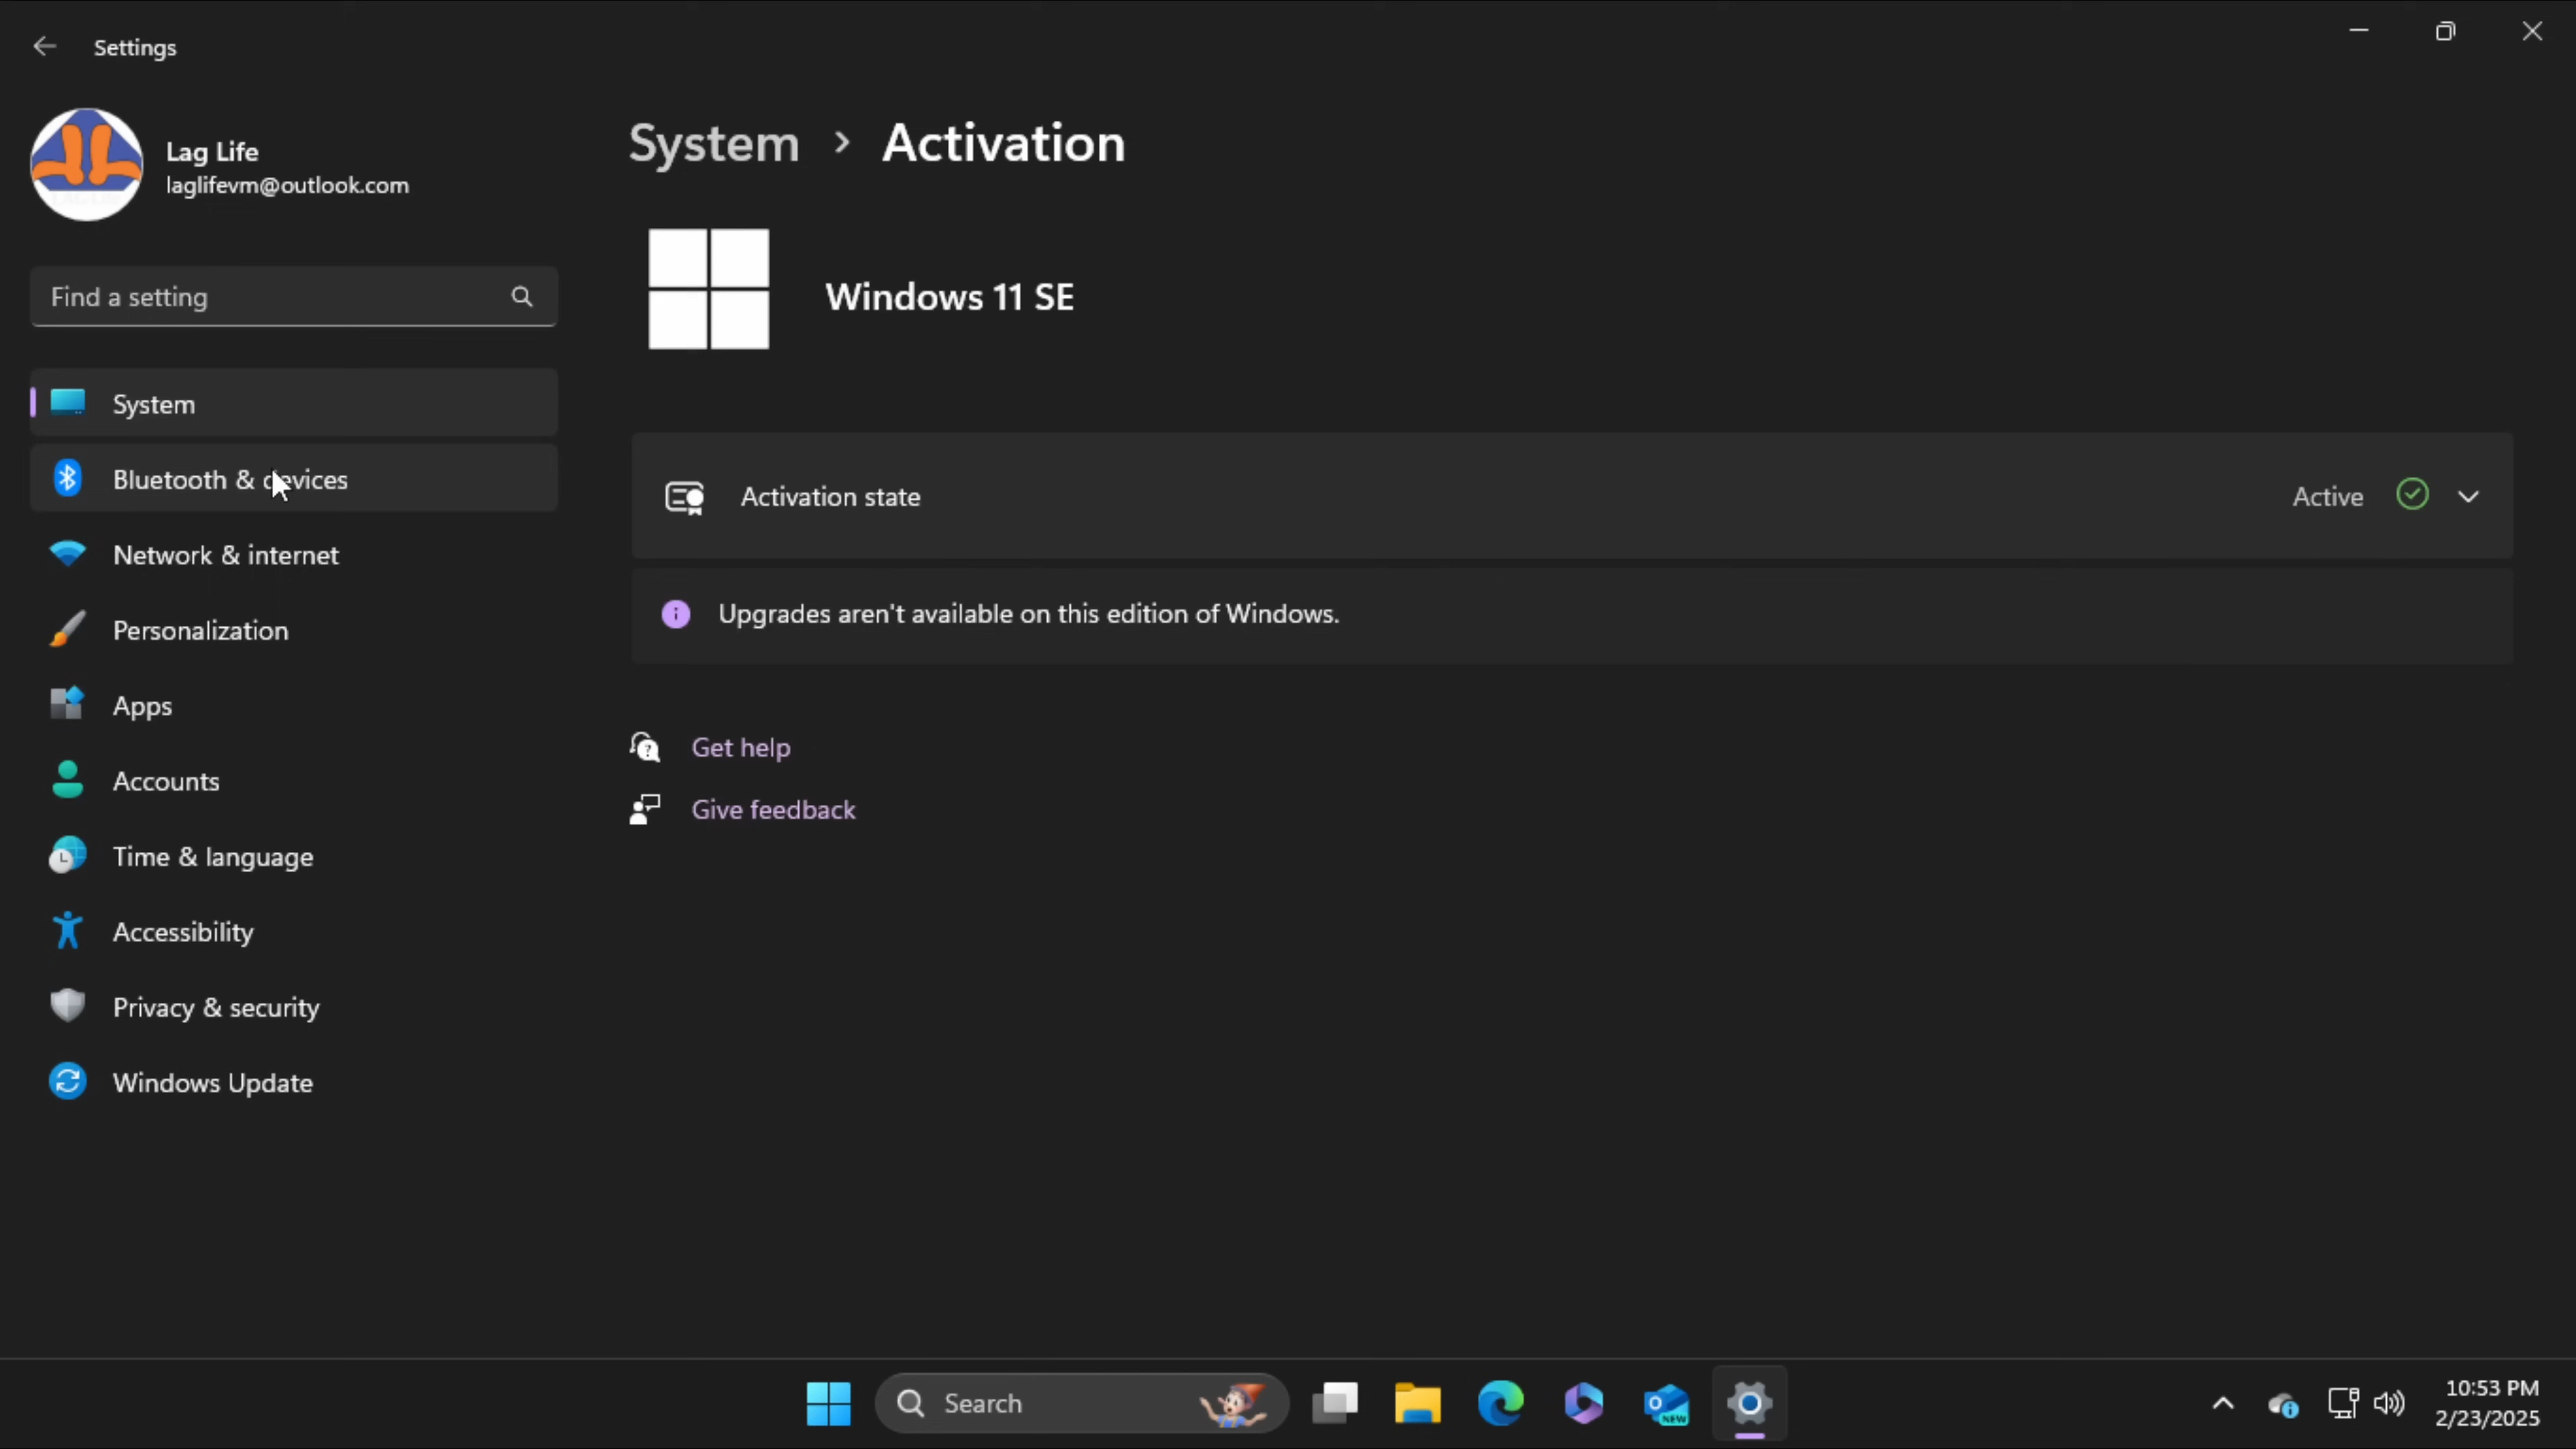 Settings
Lag Life
laglifevm@outlook.com
Find a setting
System
Bluetooth & devices
Network & internet
Personalization
Apps
Accounts
Time & language
Accessibility
Privacy & security
Windows Update
System > Activation
Windows 11 SE
Activation state
Active
Upgrades aren't available on this edition of Windows.
Get help
Give feedback
Search
NEW
10:53 PM
2/23/2025